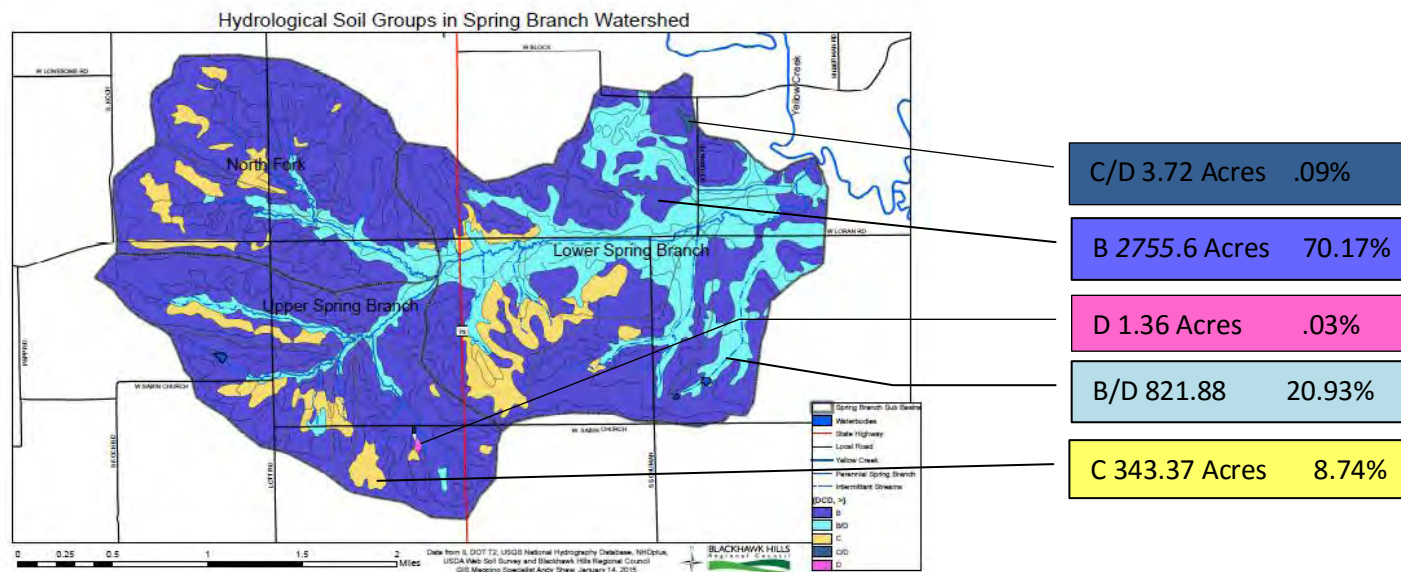 Hydrological Soil Groups in Spring Branch Watershed
W BLOCK
W LONESOME RD
S. KOCH
Yellow Creek
North Fork
W LORAN RD
Lower Spring Branch
Upper Spring Branch
75
W SABIN CHURCH
W SABIN CHURCH
LOTT RD
C/D 3.72 Acres .09%
B 2755.6 Acres 70.17%
D 1.36 Acres .03%
B/D 821.88 20.93%
C 343.37 Acres 8.74%
Spring Branch Sub Basins
Waterbodies
State Highway
Local Road
Yellow Creek
Perennial Spring Branch
Intermittant Streams
B
B/D
C
C/D
D
0 0.25 0.5 1 1.5 2
Miles
Data from IL DOT T2, USGS National Hydrography Database, NHDplus,
USDA Web Soil Survey and Blackhawk Hills Regional Council
GIS Mapping Specialist Andy Shaw, January 14, 2015
BLACKHAWK HILLS
Regional Council